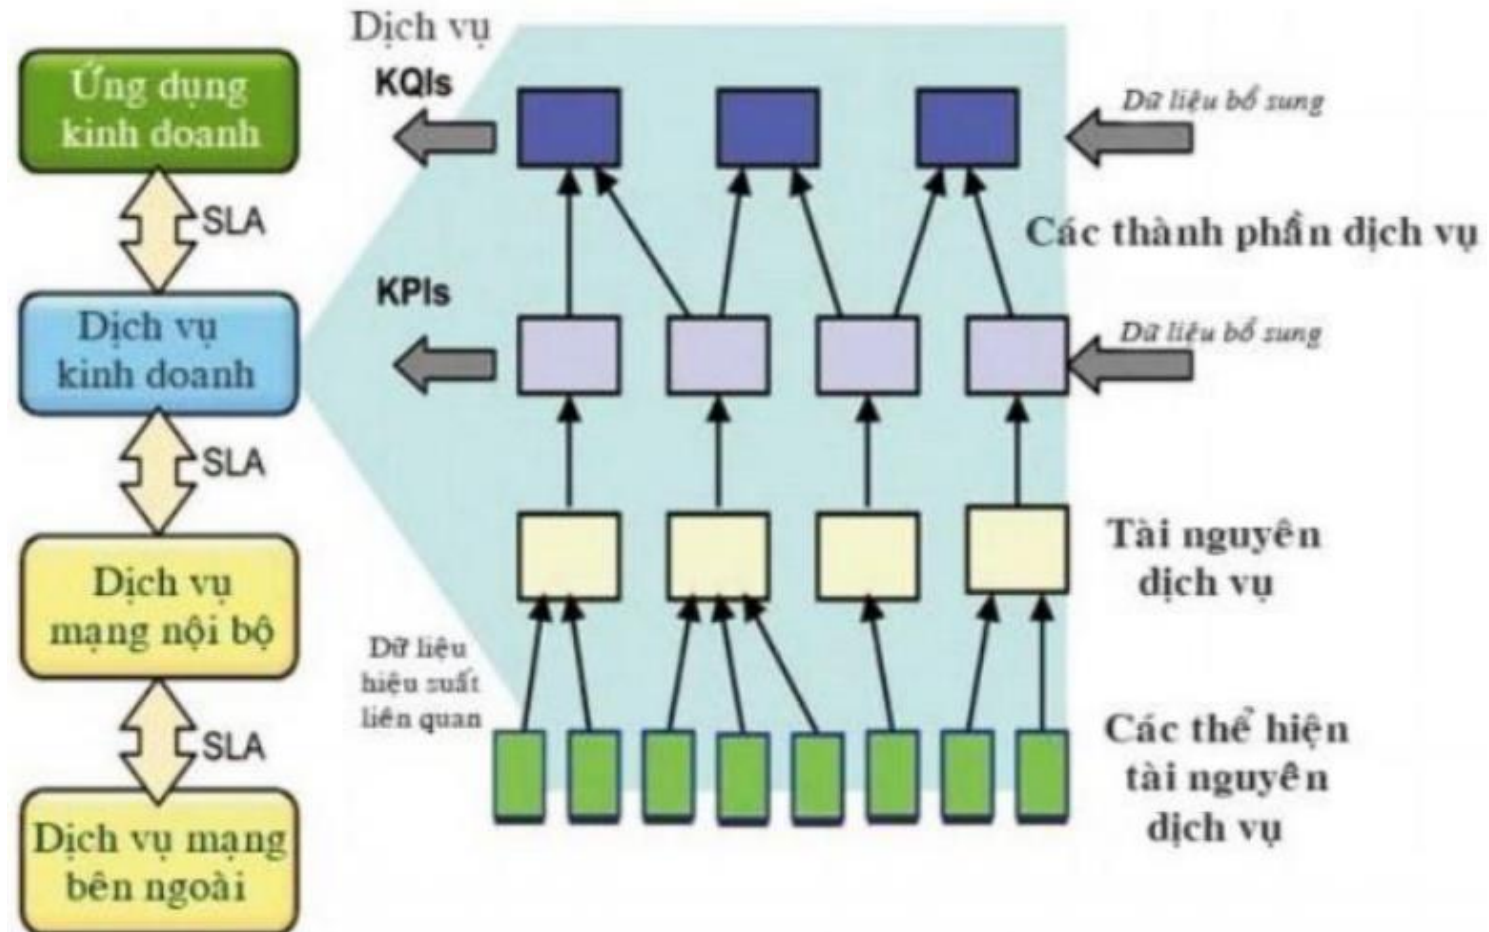 Dịch vụ
KQIs
Ứng dụng
kinh doanh
Dữ liệu bổ sung
SLA
Các thành phần dịch vụ
KPIs
Dịch vụ
kinh doanh
Dữ liệu bổ sung
SLA
Tài nguyên
dịch vụ
Dịch vụ
mạng nội bộ
Dữ liệu
hiệu suất
liên quan
SLA
Các thể hiện
tài nguyên
dịch vụ
Dịch vụ mạng
bên ngoài